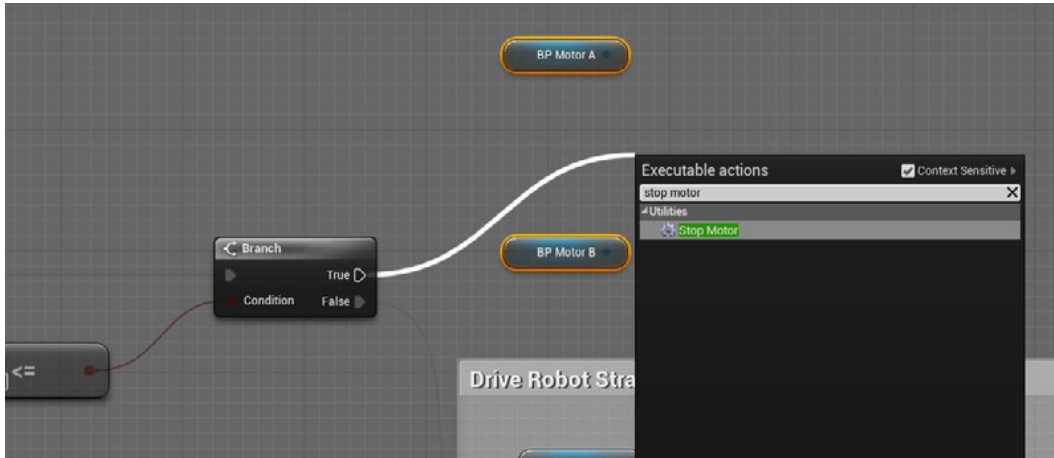 BP Motor A
Executable actions
Context Sensitive
stop motor
Utilities
Stop Motor
Branch
True
BP Motor B
Condition
False
<=
Drive Robot Stra